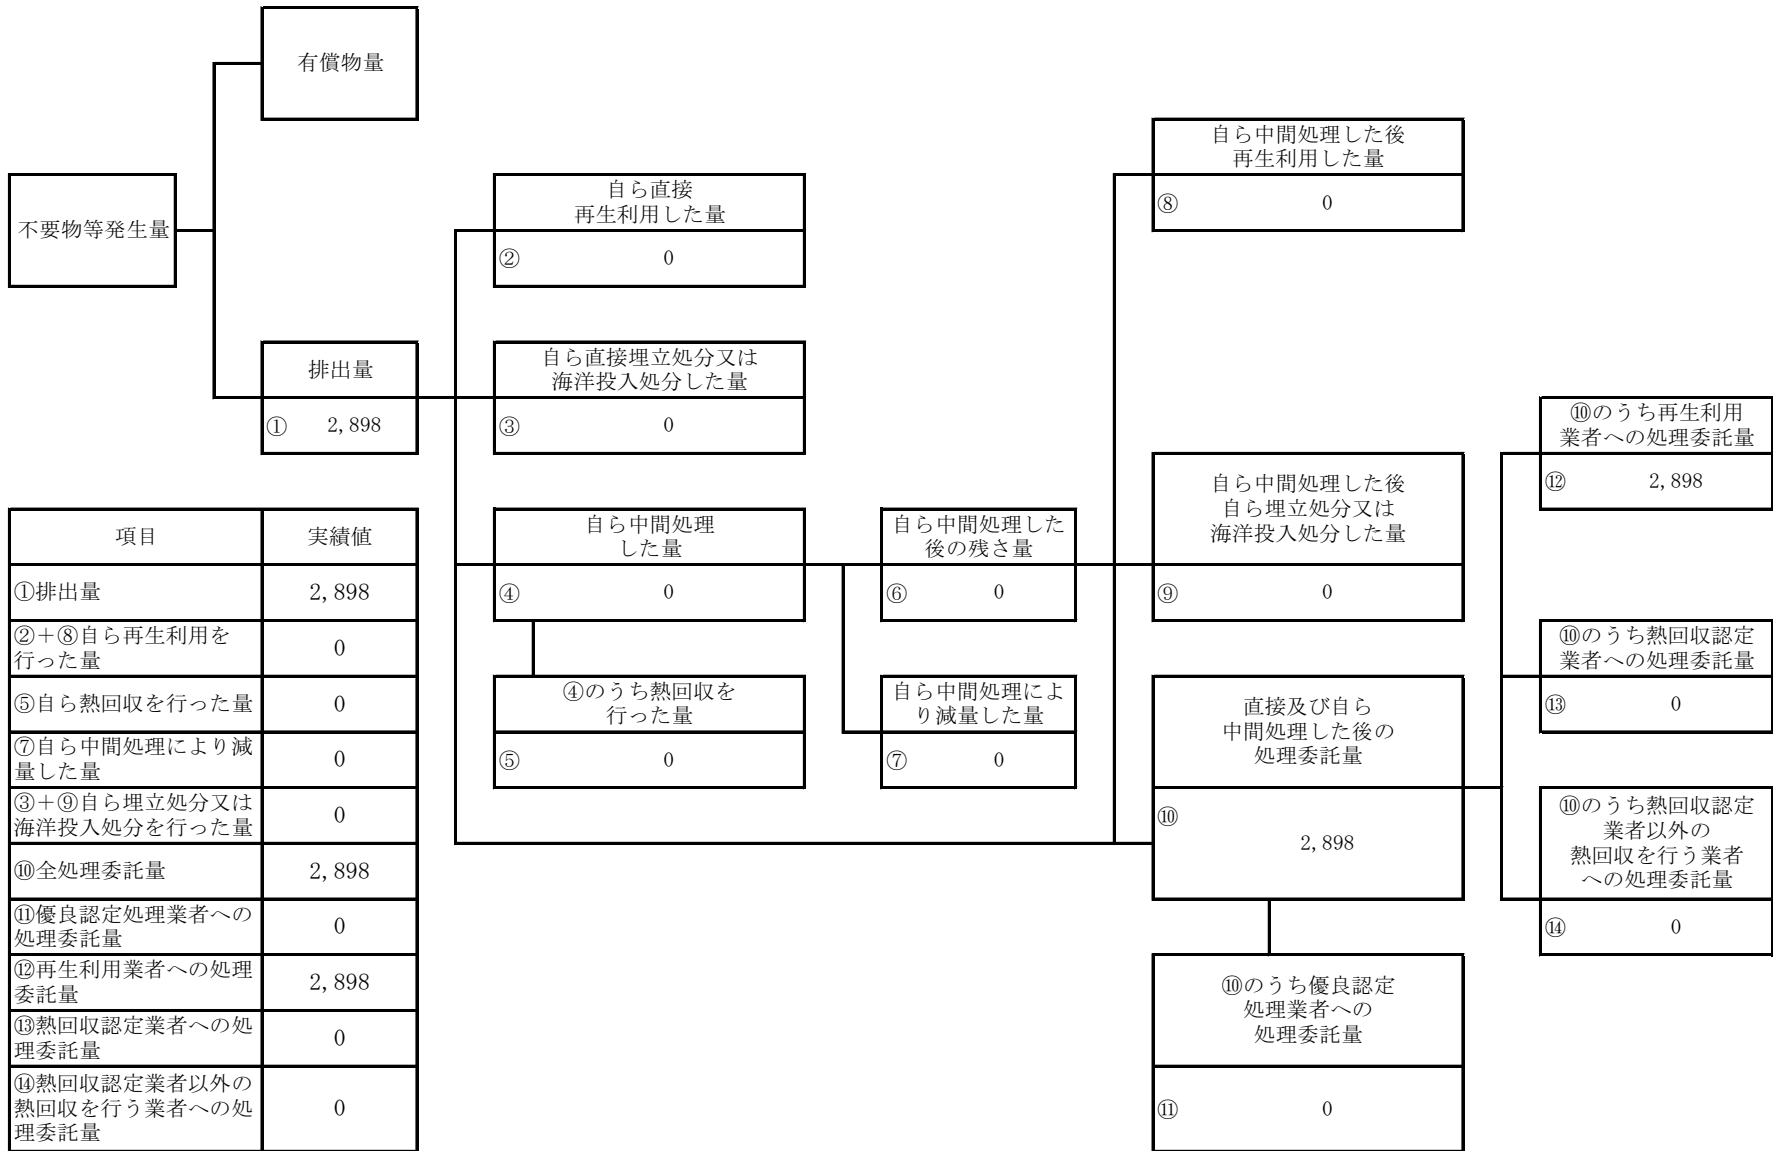 有償物量
不要物等発生量
排出量
① 2,898
自ら直接
再生利用した量
② 0
自ら直接埋立処分又は
海洋投入処分した量
③ 0
自ら中間処理
した量
④ 0
④のうち熱回収を
行った量
⑤ 0
自ら中間処理した
後の残さ量
⑥ 0
自ら中間処理によ
り減量した量
⑦ 0
自ら中間処理した後
再生利用した量
⑧ 0
自ら中間処理した後
自ら埋立処分又は
海洋投入処分した量
⑨ 0
直接及び自ら
中間処理した後の
処理委託量
⑩
2,898
⑩のうち優良認定
処理業者への
処理委託量
⑪ 0
⑩のうち再生利用
業者への処理委託量
⑫ 2,898
⑩のうち熱回収認定
業者への処理委託量
⑬ 0
⑩のうち熱回収認定
業者以外の
熱回収を行う業者
への処理委託量
⑭ 0
項目 実績値
①排出量 2,898
②+⑧自ら再生利用を
行った量 0
⑤自ら熱回収を行った量 0
⑦自ら中間処理により減
量した量 0
③+⑨自ら埋立処分又は
海洋投入処分を行った量 0
⑩全処理委託量 2,898
⑪優良認定処理業者への
処理委託量 0
⑫再生利用業者への処理
委託量 2,898
⑬熱回収認定業者への処
理委託量 0
⑭熱回収認定業者以外の
熱回収を行う業者への処 0
理委託量